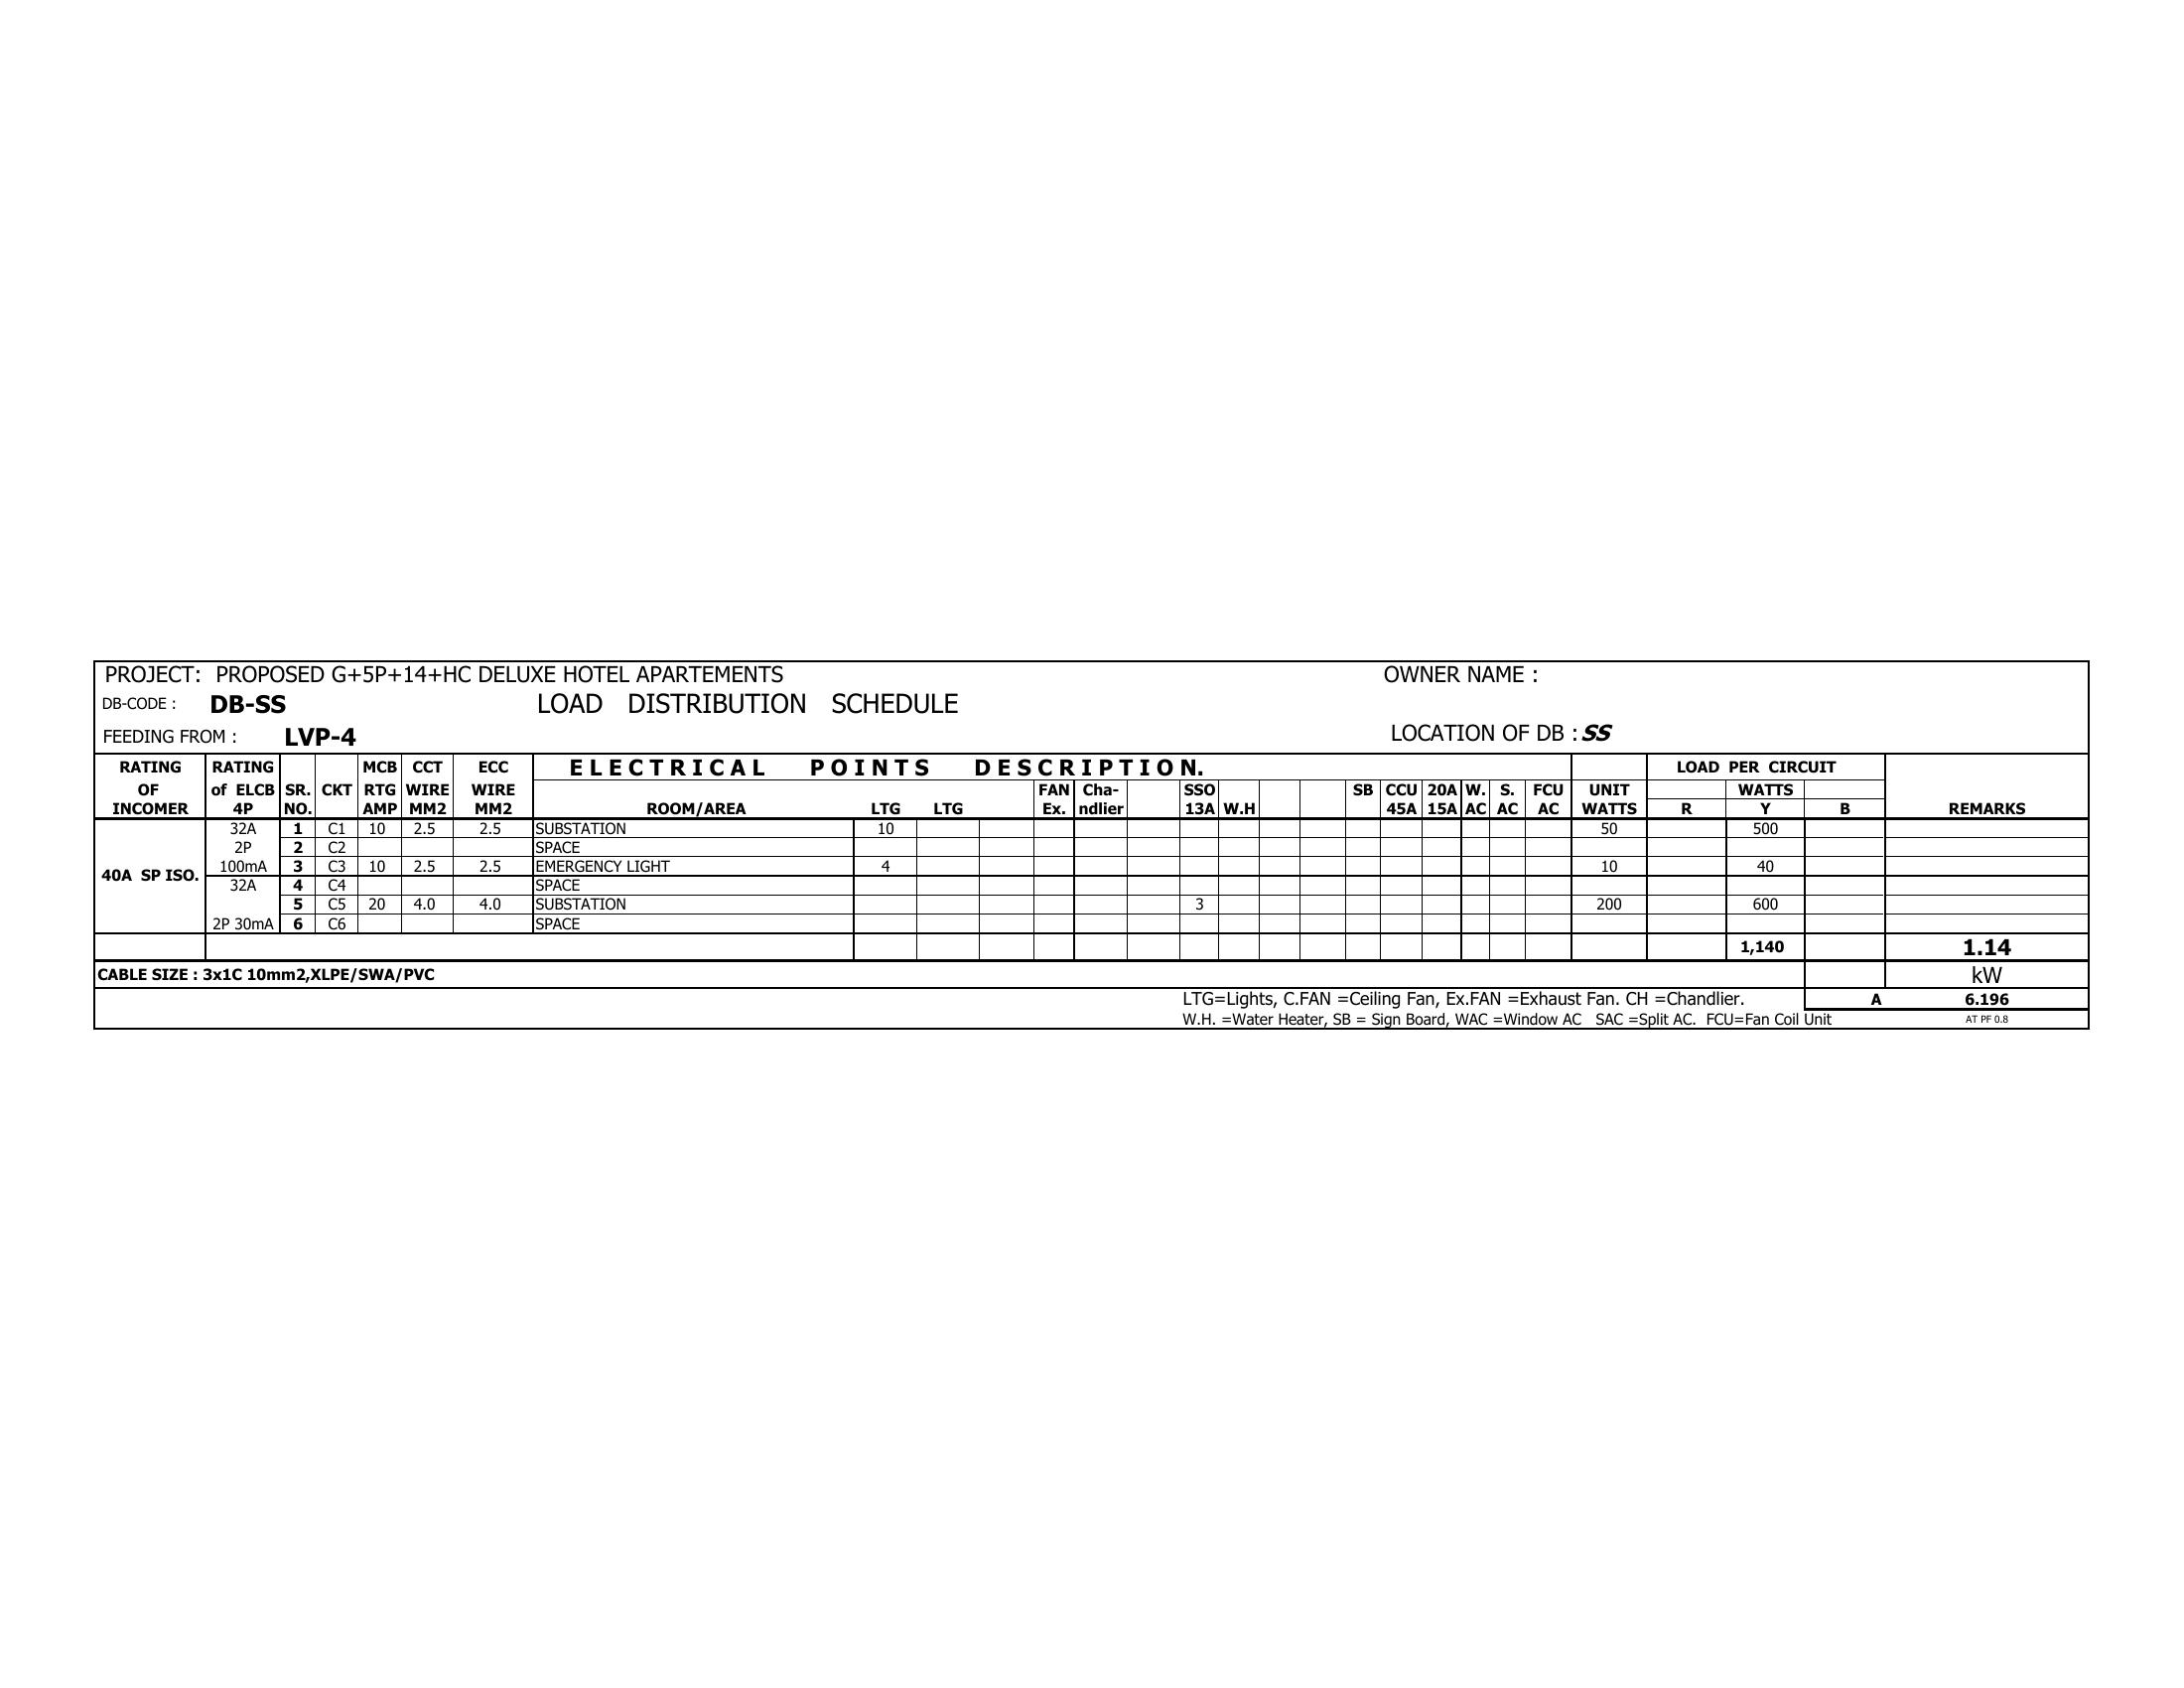 PROJECT: PROPOSED G+5P+14+HC DELUXE HOTEL APARTEMENTS OWNER NAME :
DB-CODE : DB-SS LOAD DISTRIBUTION SCHEDULE
FEEDING FROM : LVP-4 LOCATION OF DB : SS
RATING RATING MCB CCT ECC ELECTRICAL POINTS DESCRIPTION. LOAD PER CIRCUIT
OF of ELCB SR. CKT RTG WIRE WIRE FAN Cha- SSO SB CCU 20A W. S. FCU UNIT WATTS
INCOMER 4P NO. AMP MM2 MM2 ROOM/AREA LTG LTG Ex. ndlier 13A W.H 45A 15A AC AC AC WATTS R Y B REMARKS
32A 1 C1 10 2.5 2.5 SUBSTATION 10 50 500
2P 2 C2 SPACE
100mA 3 C3 10 2.5 2.5 EMERGENCY LIGHT 4 10 40
40A SP ISO.
32A 4 C4 SPACE
5 C5 20 4.0 4.0 SUBSTATION 3 200 600
2P 30mA 6 C6 SPACE
1,140 1.14
CABLE SIZE : 3x1C 10mm2,XLPE/SWA/PVC kW
LTG=Lights, C.FAN =Ceiling Fan, Ex.FAN =Exhaust Fan. CH =Chandlier. A 6.196
W.H. =Water Heater, SB = Sign Board, WAC =Window AC SAC =Split AC. FCU=Fan Coil Unit AT PF 0.8